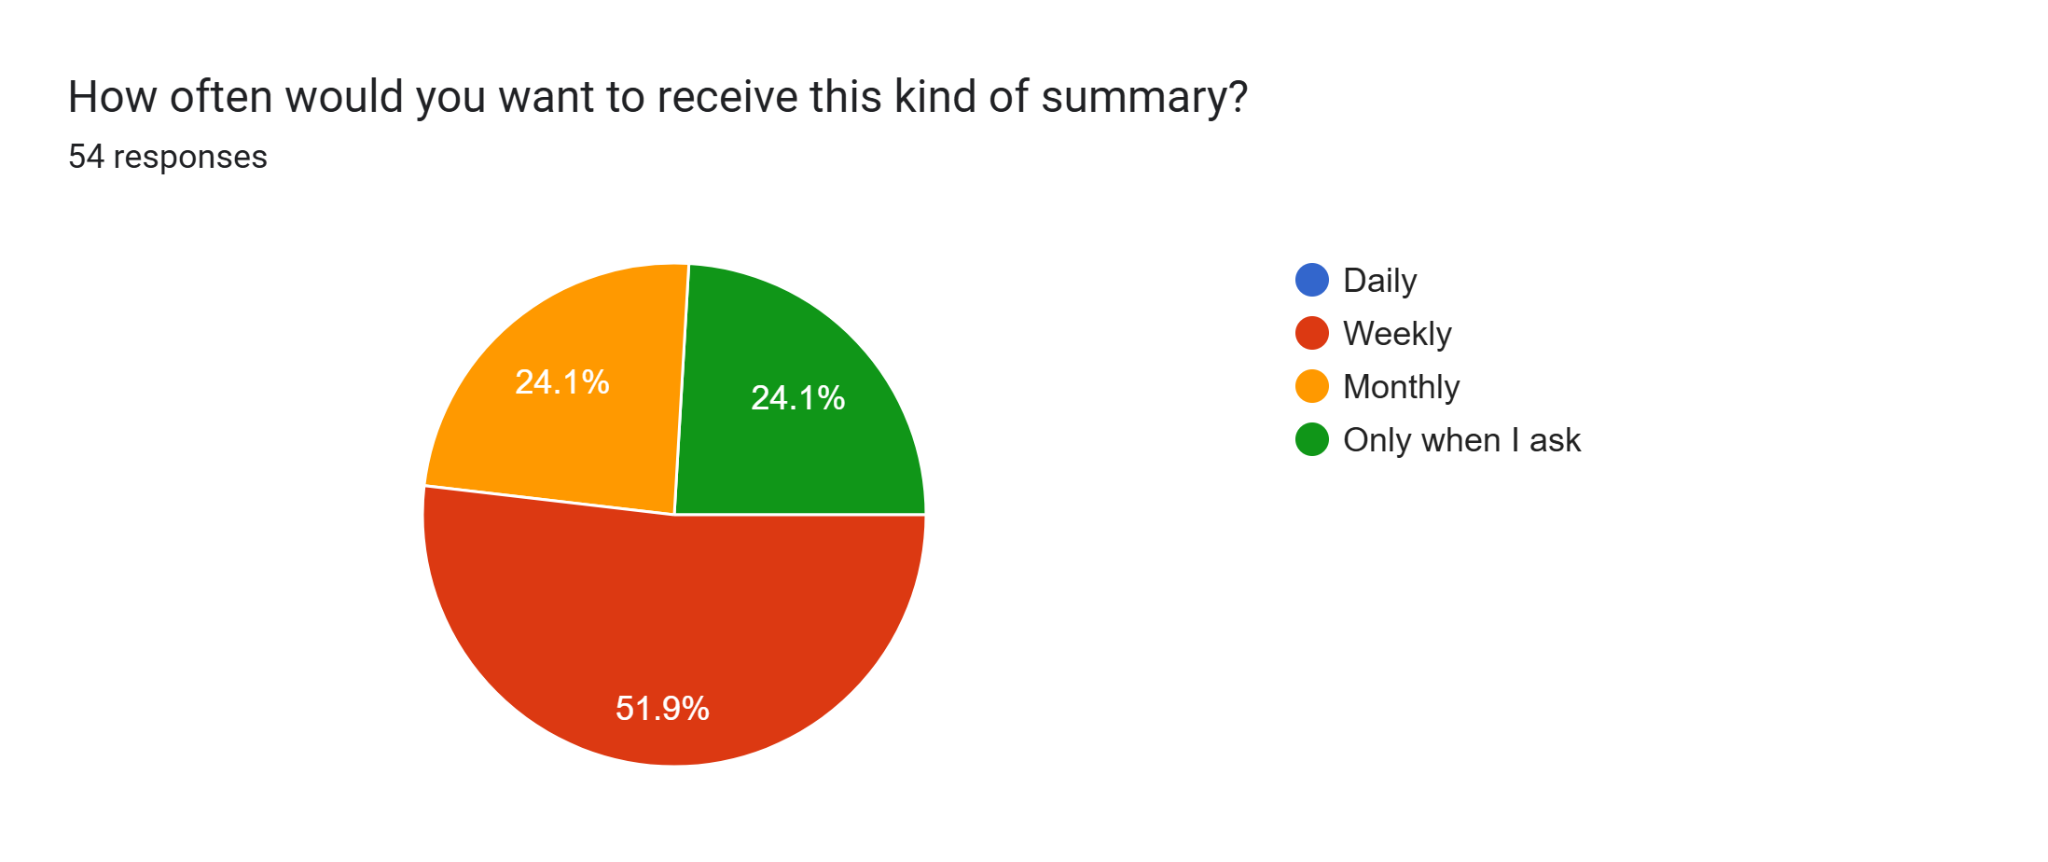 How often would you want to receive this kind of summary?
54 responses
Daily
Weekly
Monthly
Only when I ask
24.1%
24.1%
51.9%